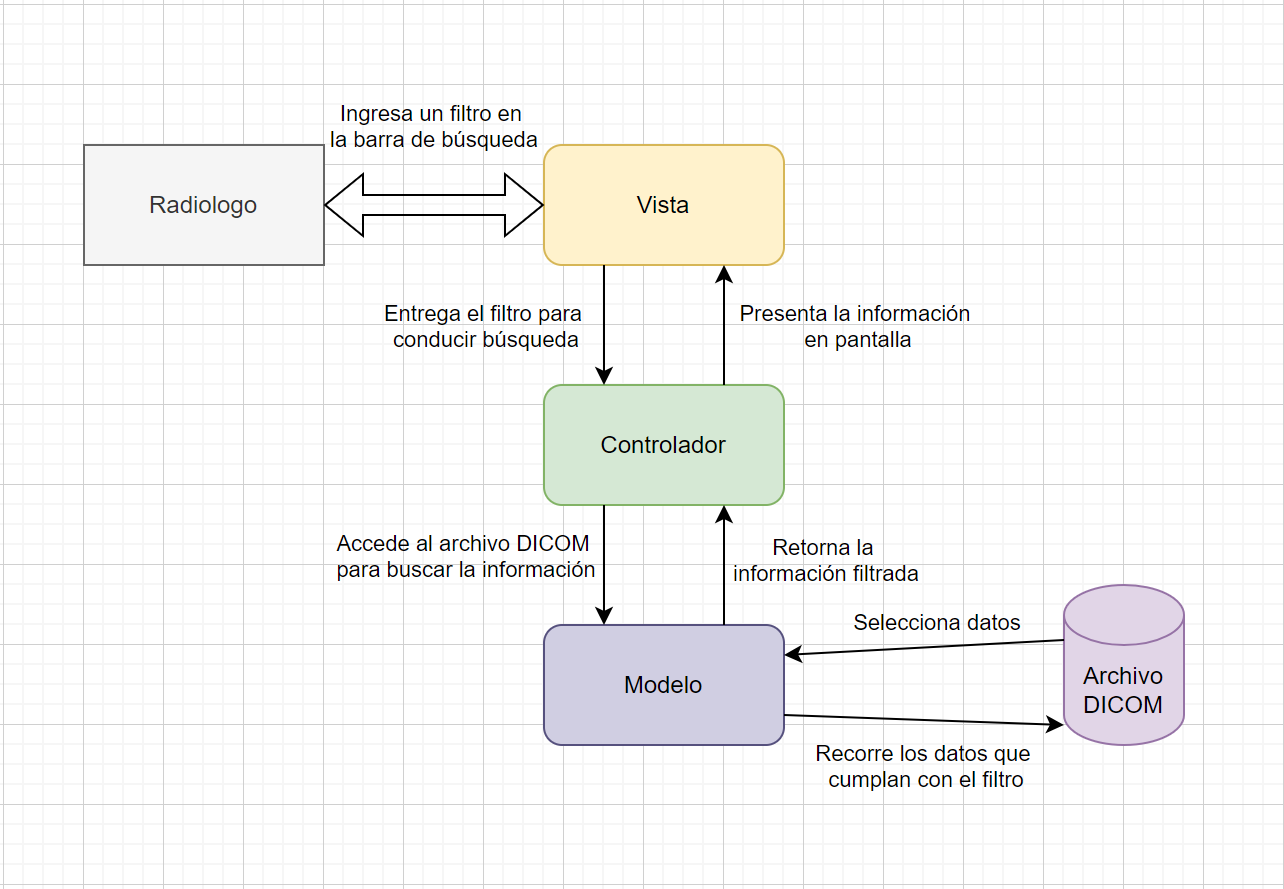 Ingresa un filtro en
la barra de búsqueda
Radiologo
Vista
Entrega el filtro para
conducir búsqueda
Presenta la información
en pantalla
Controlador
Accede al archivo DICOM
para buscar la información
Retorna la
información filtrada
Selecciona datos
Modelo
Archivo
DICOM
Recorre los datos que
cumplan con el filtro